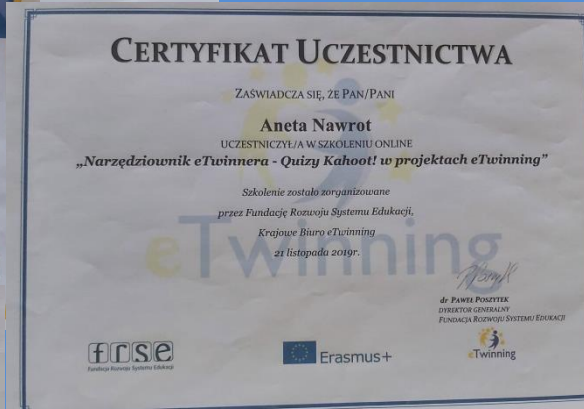 CERTYFIKAT UCZESTNICTWA
ZAŚWIADCZA SIĘ, ŻE PAN/PANI
Aneta Nawrot
UCZESTNICZYŁ/A W SZKOLENIU ONLINE
„Narzędziownik eTwinnera - Quizy Kahoot! w projektach eTwinning”
Szkolenie zostało zorganizowane
przez Fundację Rozwoju Systemu Edukacji,
Krajowe Biuro eTwinning
21 listopada 2019r.
eTwinning
dr PAWEŁ POSZYTEK
DYREKTOR GENERALNY
FUNDACJA ROZWOJU SYSTEMU EDUKACJI
frse
Fundacja Rozwoju Systemu Edukacji
Erasmus+
eTwinning